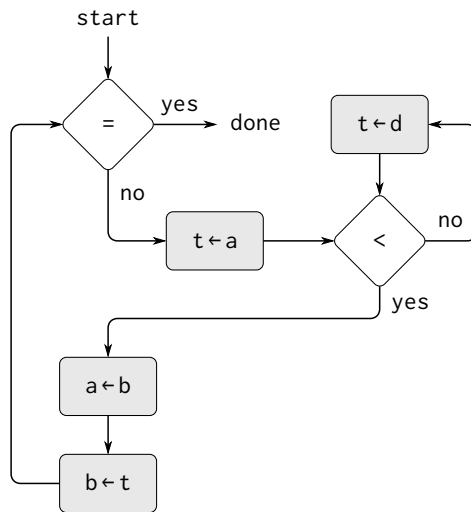 start
=
yes
done
no
t←d
t←a
<
no
yes
a←b
b←t